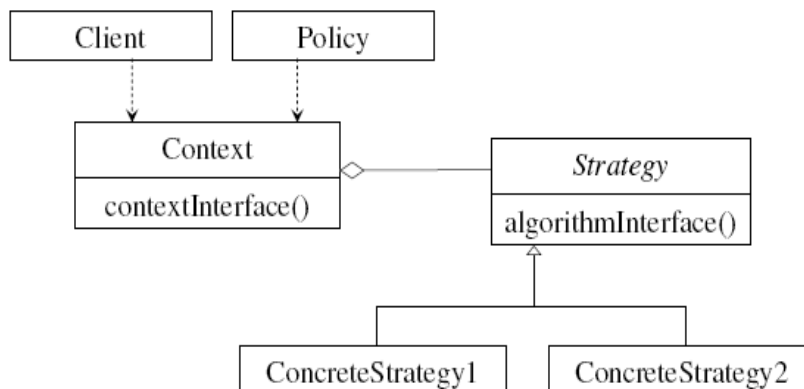 Client
Policy
Context
contextInterface()
Strategy
algorithmInterface()
ConcreteStrategy1
ConcreteStrategy2